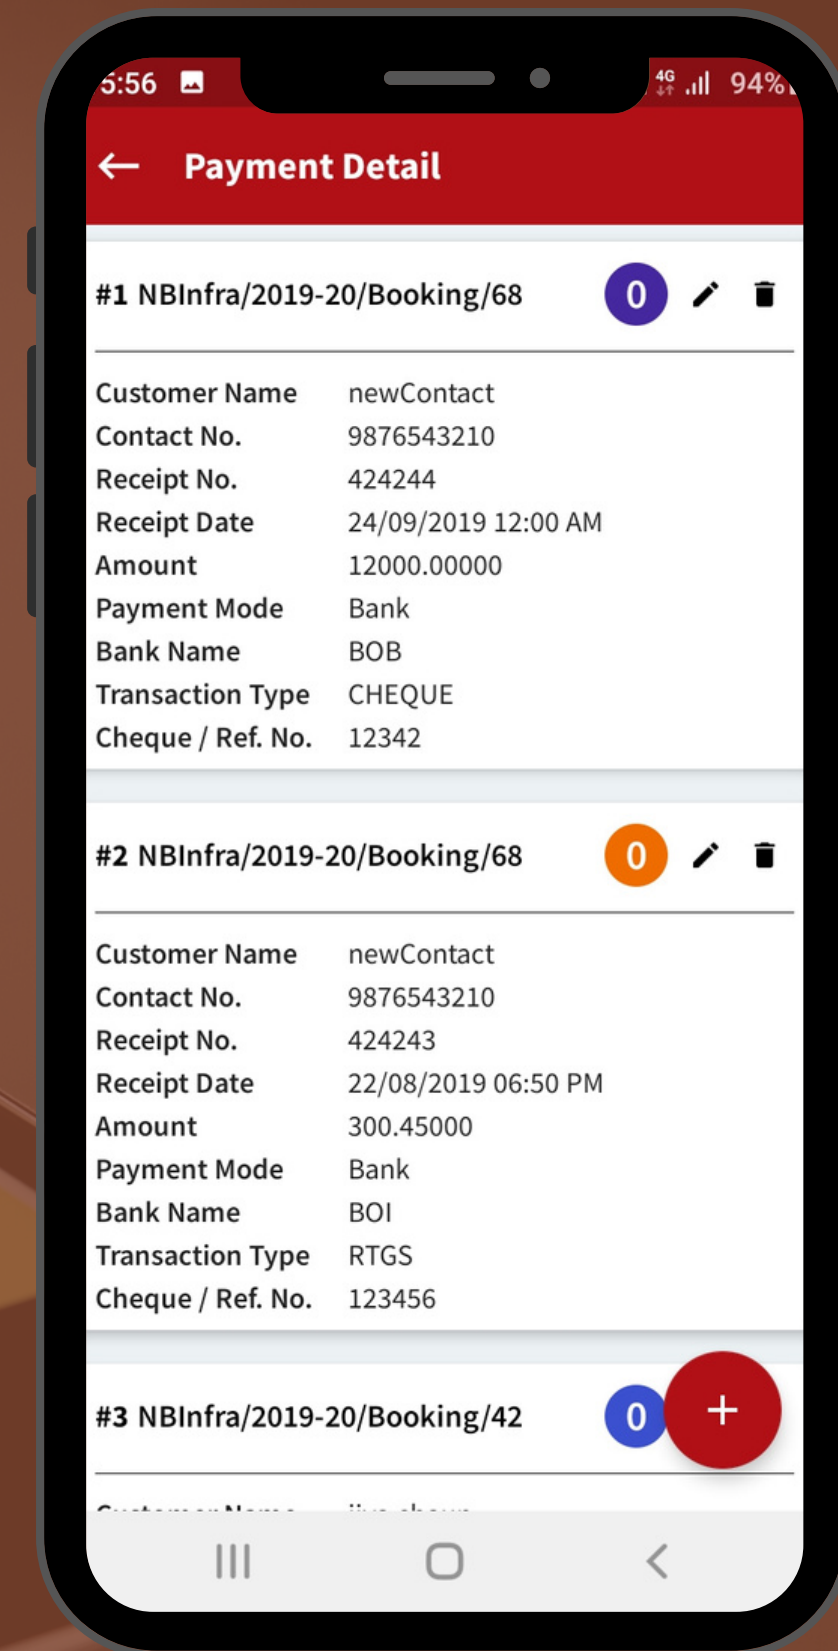 5:56 4G 94%
Payment Detail
#1 NBInfra/2019-20/Booking/68 0
Customer Name newContact
Contact No. 9876543210
Receipt No. 424244
Receipt Date 24/09/2019 12:00 AM
Amount 12000.00000
Payment Mode Bank
Bank Name BOB
Transaction Type CHEQUE
Cheque / Ref. No. 12342
#2 NBInfra/2019-20/Booking/68 0
Customer Name newContact
Contact No. 9876543210
Receipt No. 424243
Receipt Date 22/08/2019 06:50 PM
Amount 300.45000
Payment Mode Bank
Bank Name BOI
Transaction Type RTGS
Cheque / Ref. No. 123456
#3 NBInfra/2019-20/Booking/42 0 +
Customer Name